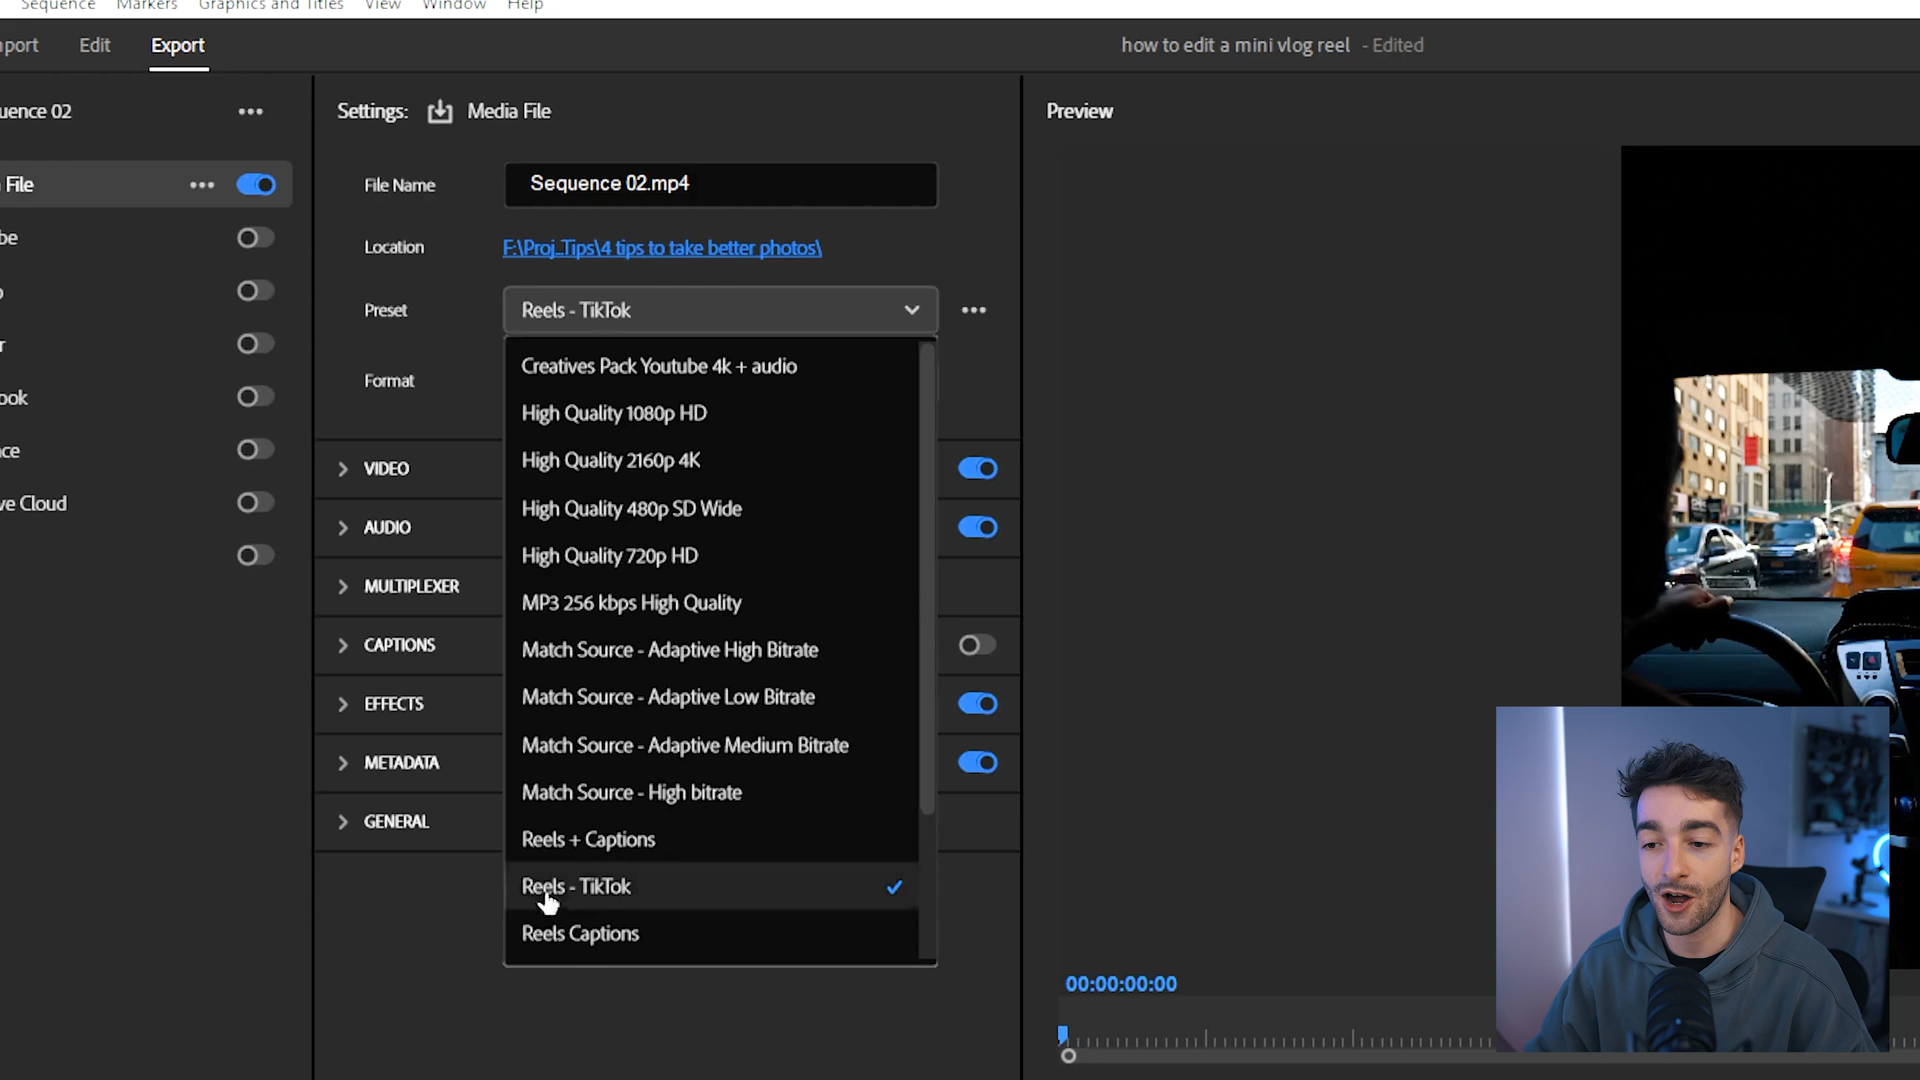 Sequence Markers Graphics and Titles View Window Help
port Edit Export
how to edit a mini vlog reel - Edited
uence 02
Settings: Media File
Preview
File
File Name Sequence 02.mp4
be
Location F:\Proj...Tips\4 tips to take better photos\
o
Preset Reels - TikTok
r
Format
Creatives Pack Youtube 4k + audio
High Quality 1080p HD
ook
High Quality 2160p 4K
ce
VIDEO
High Quality 480p SD Wide
ve Cloud
AUDIO
High Quality 720p HD
MULTIPLEXER
MP3 256 kbps High Quality
CAPTIONS
Match Source - Adaptive High Bitrate
EFFECTS
Match Source - Adaptive Low Bitrate
Match Source - Adaptive Medium Bitrate
METADATA
Match Source - High bitrate
GENERAL
Reels + Captions
Reels - TikTok
Reels Captions
00:00:00:00